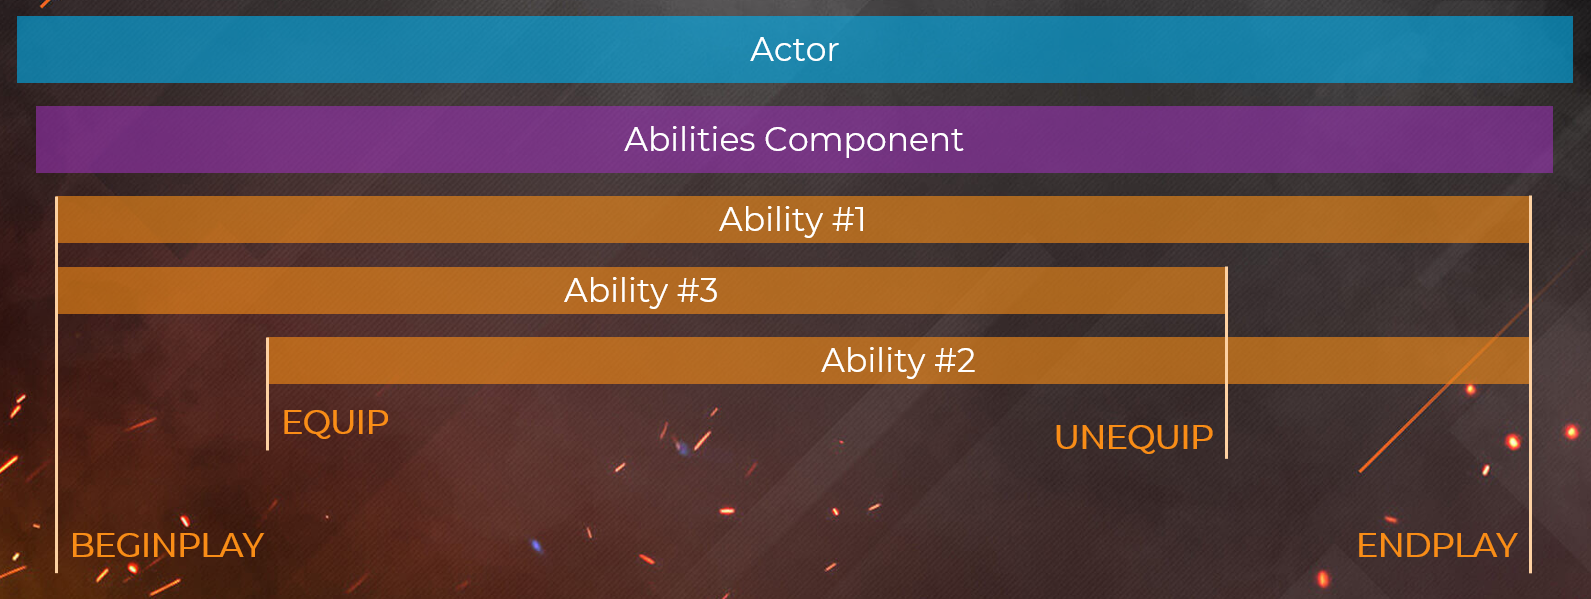 Actor
Abilities Component
Ability #1
Ability #3
Ability #2
EQUIP
UNEQUIP
BEGINPLAY
ENDPLAY